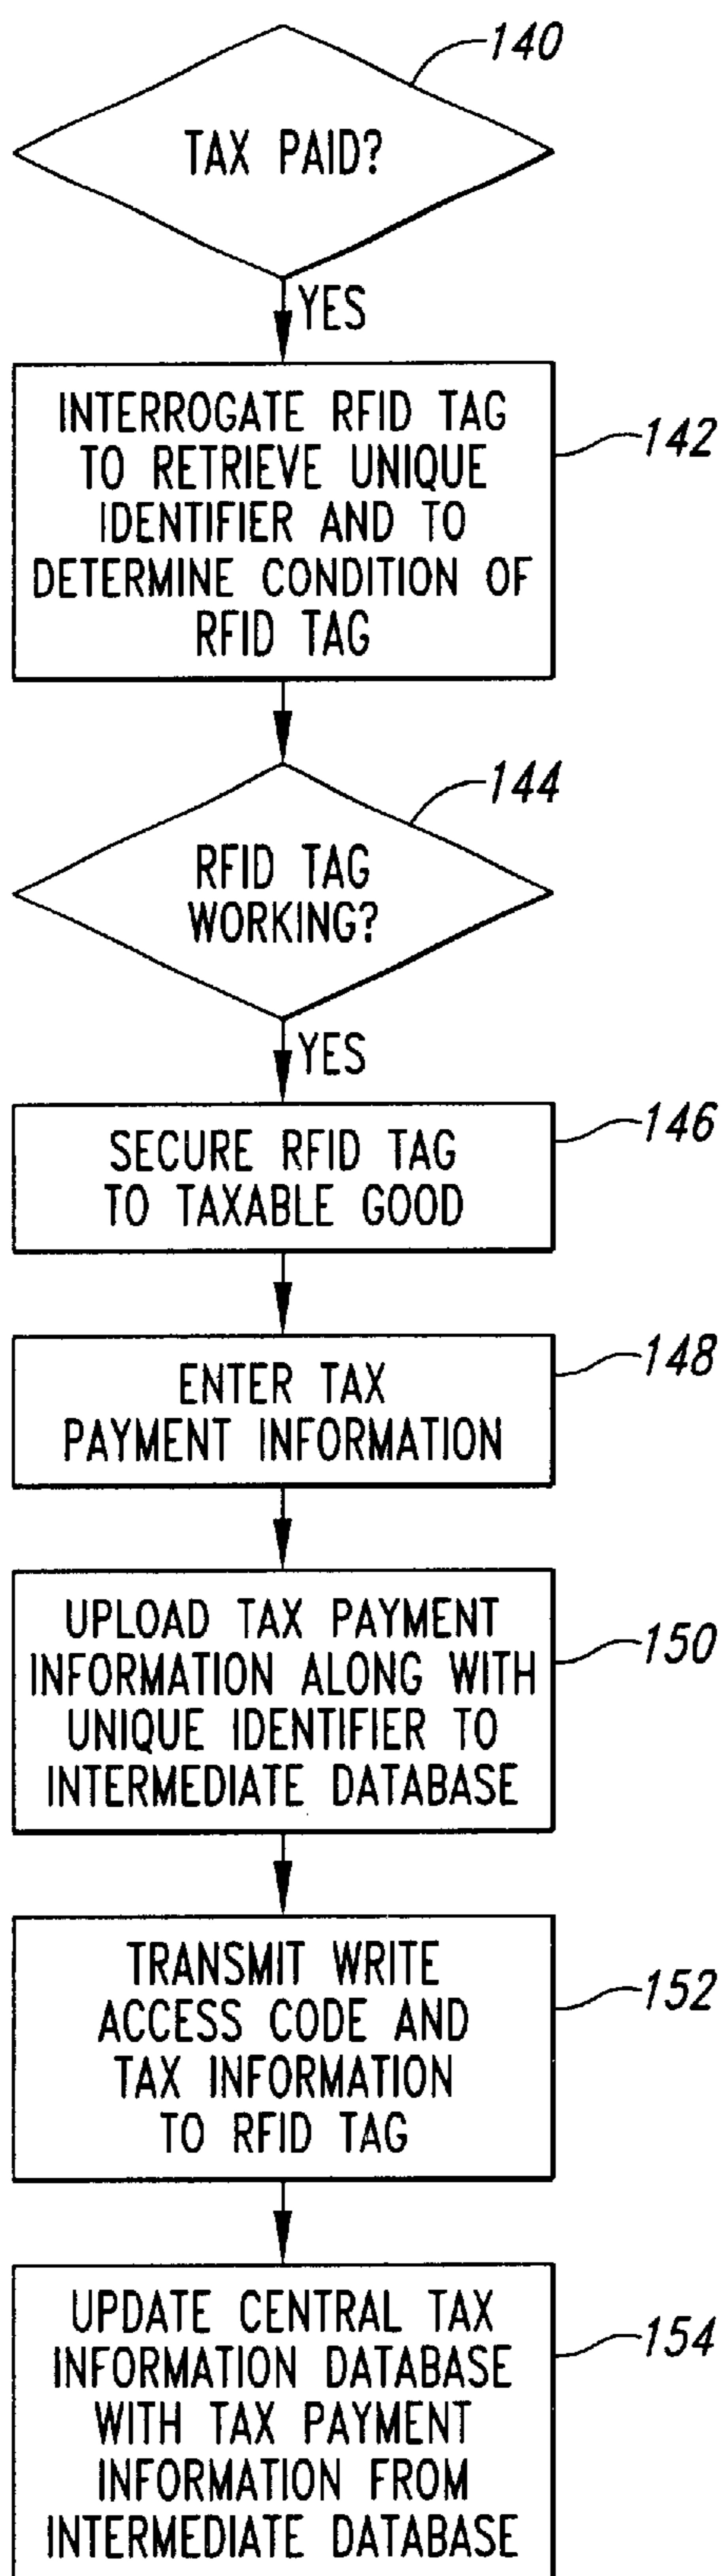 140
TAX PAID?
YES
INTERROGATE RFID TAG
TO RETRIEVE UNIQUE
IDENTIFIER AND TO
DETERMINE CONDITION OF
RFID TAG
142
144
RFID TAG
WORKING?
YES
SECURE RFID TAG
TO TAXABLE GOOD
146
ENTER TAX
PAYMENT INFORMATION
148
UPLOAD TAX PAYMENT
INFORMATION ALONG WITH
UNIQUE IDENTIFIER TO
INTERMEDIATE DATABASE
150
TRANSMIT WRITE
ACCESS CODE AND
TAX INFORMATION
TO RFID TAG
152
UPDATE CENTRAL TAX
INFORMATION DATABASE
WITH TAX PAYMENT
INFORMATION FROM
INTERMEDIATE DATABASE
154